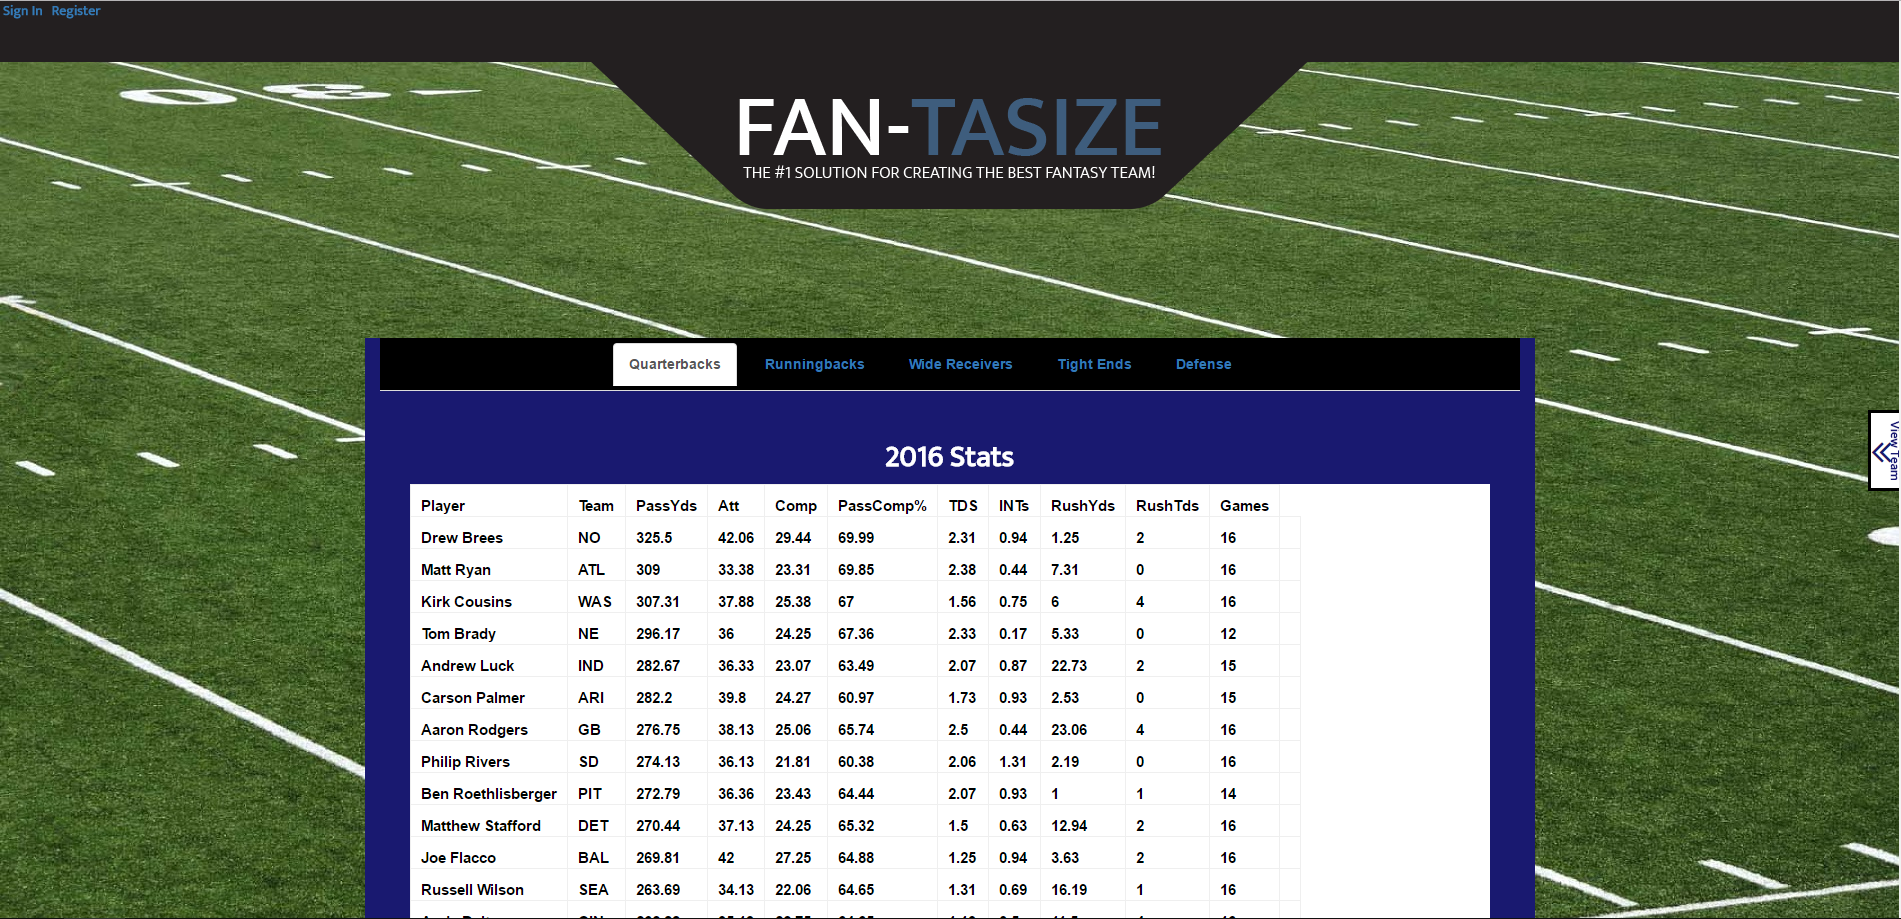 Sign In Register
30
FAN-TASIZE
THE #1 SOLUTION FOR CREATING THE BEST FANTASY TEAM!
Quarterbacks Runningbacks Wide Receivers Tight Ends Defense
View Team
2016 Stats
Player Team PassYds Att Comp PassComp% TDS INTs RushYds RushTds Games
Drew Brees NO 325.5 42.06 29.44 69.99 2.31 0.94 1.25 2 16
Matt Ryan ATL 309 33.38 23.31 69.85 2.38 0.44 7.31 0 16
Kirk Cousins WAS 307.31 37.88 25.38 67 1.56 0.75 6 4 16
Tom Brady NE 296.17 36 24.25 67.36 2.33 0.17 5.33 0 12
Andrew Luck IND 282.67 36.33 23.07 63.49 2.07 0.87 22.73 2 15
Carson Palmer ARI 282.2 39.8 24.27 60.97 1.73 0.93 2.53 0 15
Aaron Rodgers GB 276.75 38.13 25.06 65.74 2.5 0.44 23.06 4 16
Philip Rivers SD 274.13 36.13 21.81 60.38 2.06 1.31 2.19 0 16
Ben Roethlisberger PIT 272.79 36.36 23.43 64.44 2.07 0.93 1 1 14
Matthew Stafford DET 270.44 37.13 24.25 65.32 1.5 0.63 12.94 2 16
Joe Flacco BAL 269.81 42 27.25 64.88 1.25 0.94 3.63 2 16
Russell Wilson SEA 263.69 34.13 22.06 64.65 1.31 0.69 16.19 1 16